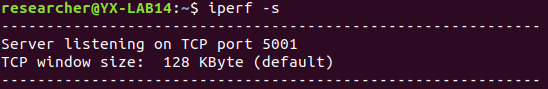 researcher@YX-LAB14:~$ iperf -s
------------------------------------------------------------
Server listening on TCP port 5001
TCP window size:  128 KByte (default)
------------------------------------------------------------